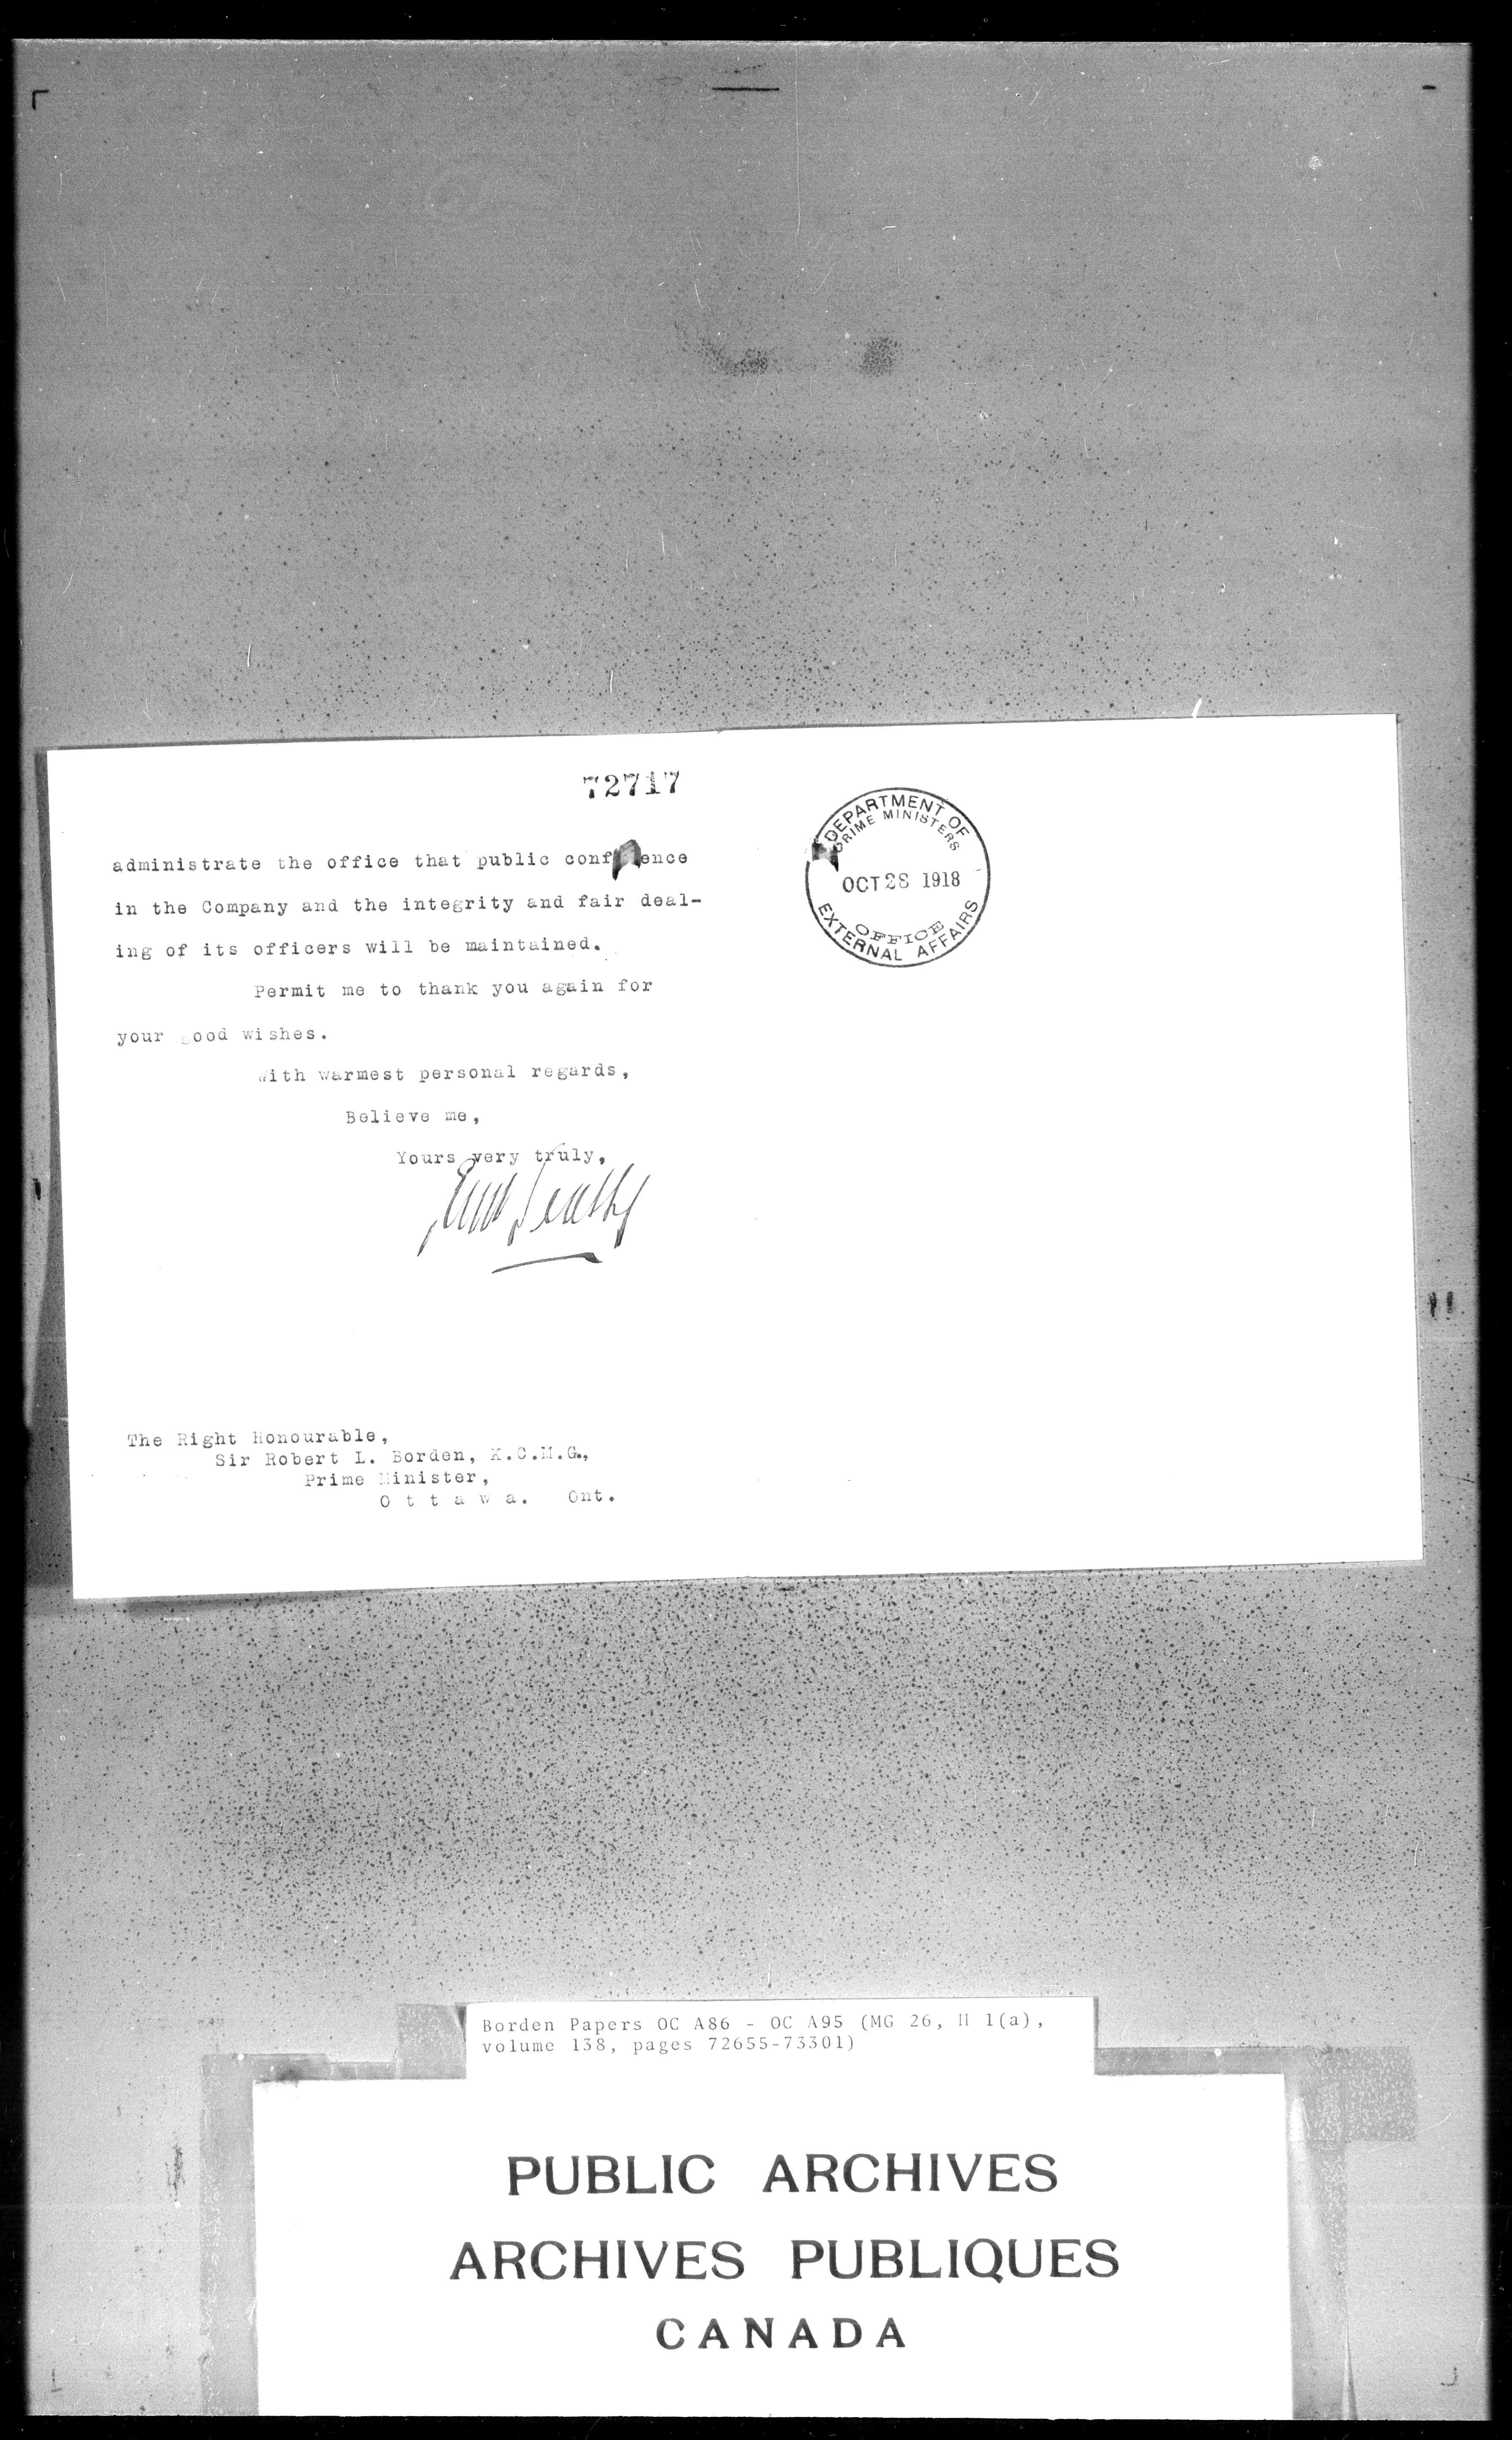 72717
DEPARTMENT OF
PRIME MINISTERS
OCT 28 1918
OFFICE
EXTERNAL AFFAIRS
administrate the office that public confidence
in the Company and the integrity and fair deal-
ing of its officers will be maintained.
Permit me to thank you again for
your good wishes.
With warmest personal regards,
Believe me,
Yours very truly,
The Right Honourable,
Sir Robert L. Borden, K.C.M.G.,
Prime Minister,
O t t a w a. Ont.
Borden Papers OC A86 - OC A95 (MG 26, H 1(a),
volume 138, pages 72655-73301)
PUBLIC ARCHIVES
ARCHIVES PUBLIQUES
CANADA